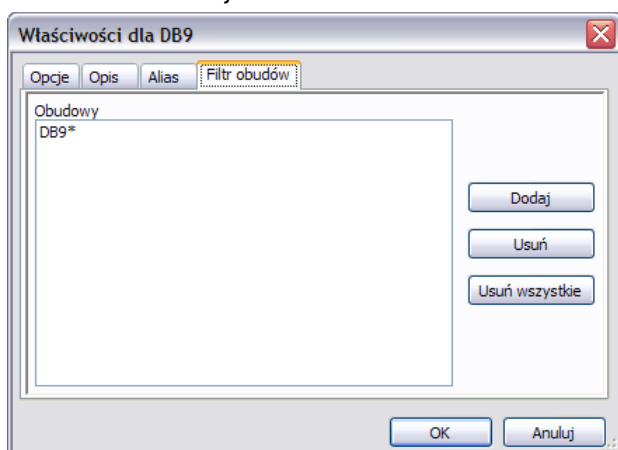 Właściwości dla DB9
Opcje Opis Alias Filtr obudów
Obudowy
DB9*
Dodaj
Usuń
Usuń wszystkie
OK Anuluj